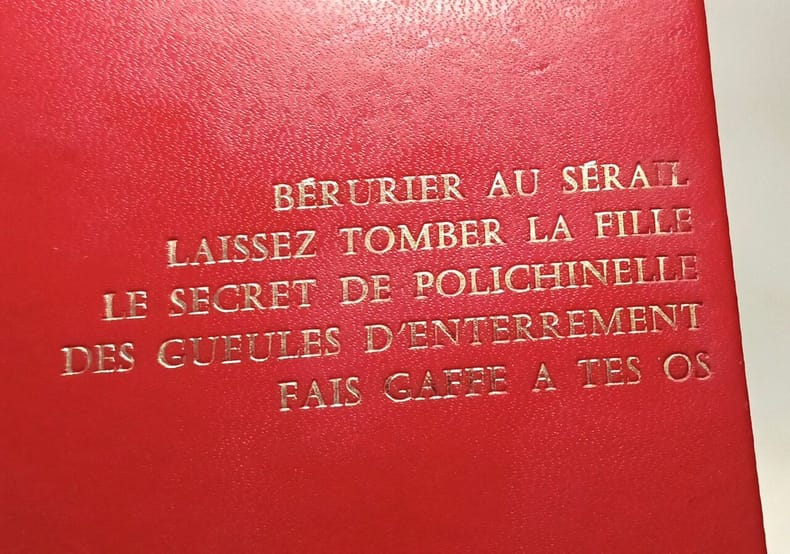 BÉRURIER AU SÉRAIL
LAISSEZ TOMBER LA FILLE
LE SECRET DE POLICHINELLE
DES GUEULES D'ENTERREMENT
FAIS GAFFE A TES OS